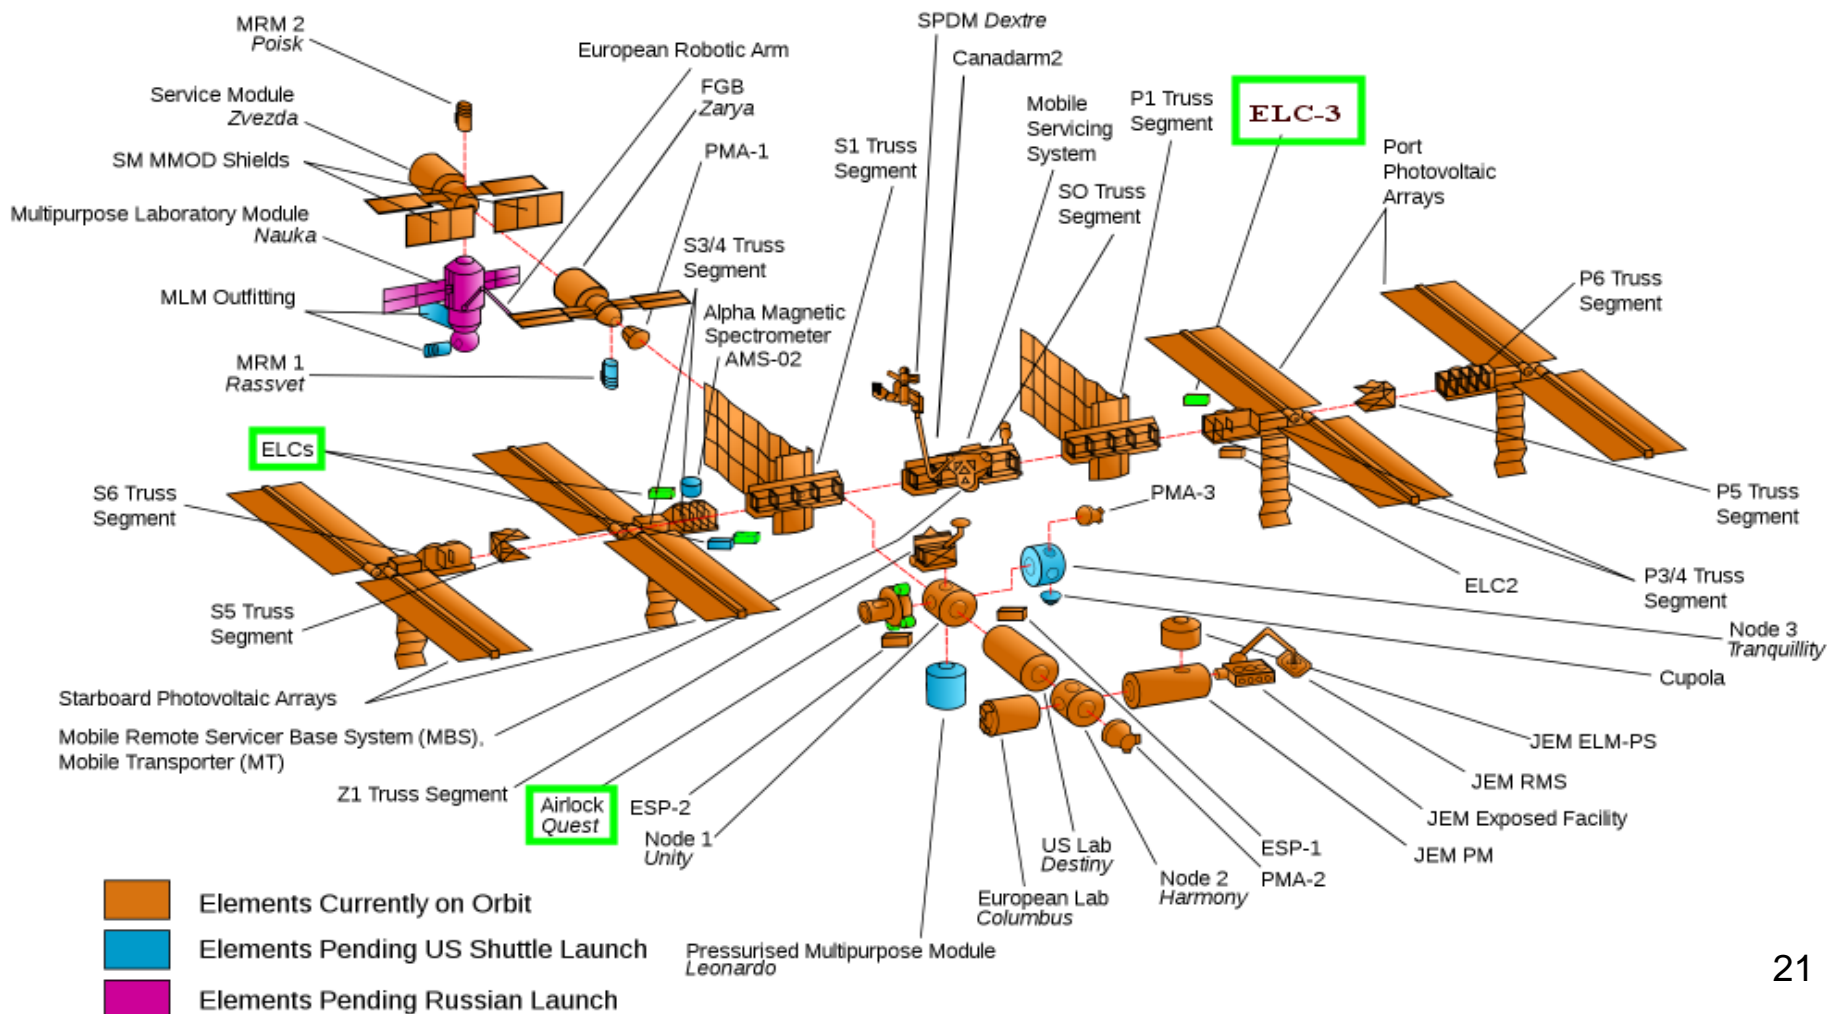 MRM 2
Poisk
European Robotic Arm
SPDM Dextre
Canadarm2
Service Module
Zvezda
FGB
Zarya
Mobile
Servicing
System
P1 Truss
Segment
ELC-3
SM MMOD Shields
PMA-1
S1 Truss
Segment
Port
Photovoltaic
Arrays
SO Truss
Segment
Multipurpose Laboratory Module
Nauka
S3/4 Truss
Segment
P6 Truss
Segment
MLM Outfitting
Alpha Magnetic
Spectrometer
AMS-02
MRM 1
Rassvet
ELCs
S6 Truss
Segment
PMA-3
P5 Truss
Segment
ELC2
P3/4 Truss
Segment
S5 Truss
Segment
Node 3
Tranquillity
Cupola
Starboard Photovoltaic Arrays
Mobile Remote Servicer Base System (MBS),
Mobile Transporter (MT)
JEM ELM-PS
JEM RMS
Z1 Truss Segment
Airlock
Quest
ESP-2
Node 1
Unity
JEM Exposed Facility
US Lab
Destiny
ESP-1
JEM PM
Node 2
Harmony
PMA-2
European Lab
Columbus
Pressurised Multipurpose Module
Leonardo
Elements Currently on Orbit
Elements Pending US Shuttle Launch
Elements Pending Russian Launch
21